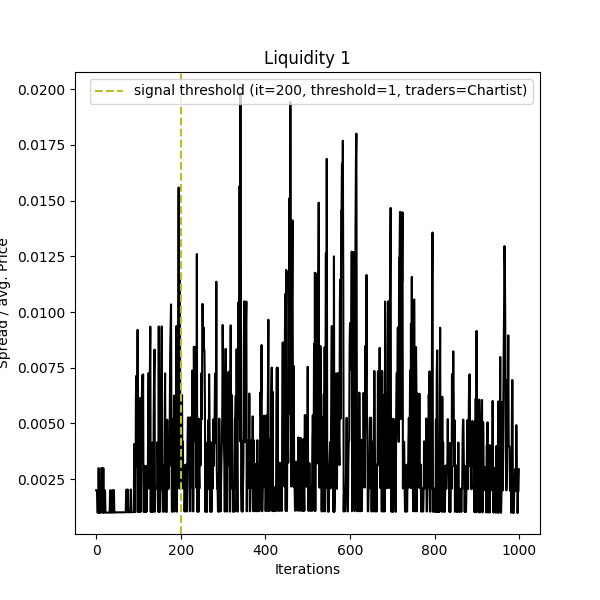 Liquidity 1
signal threshold (it=200, threshold=1, traders=Chartist)
0.0200
0.0175
0.0150
0.0125
0.0100
0.0075
0.0050
0.0025
Spread / avg. Price
0 200 400 600 800 1000
Iterations